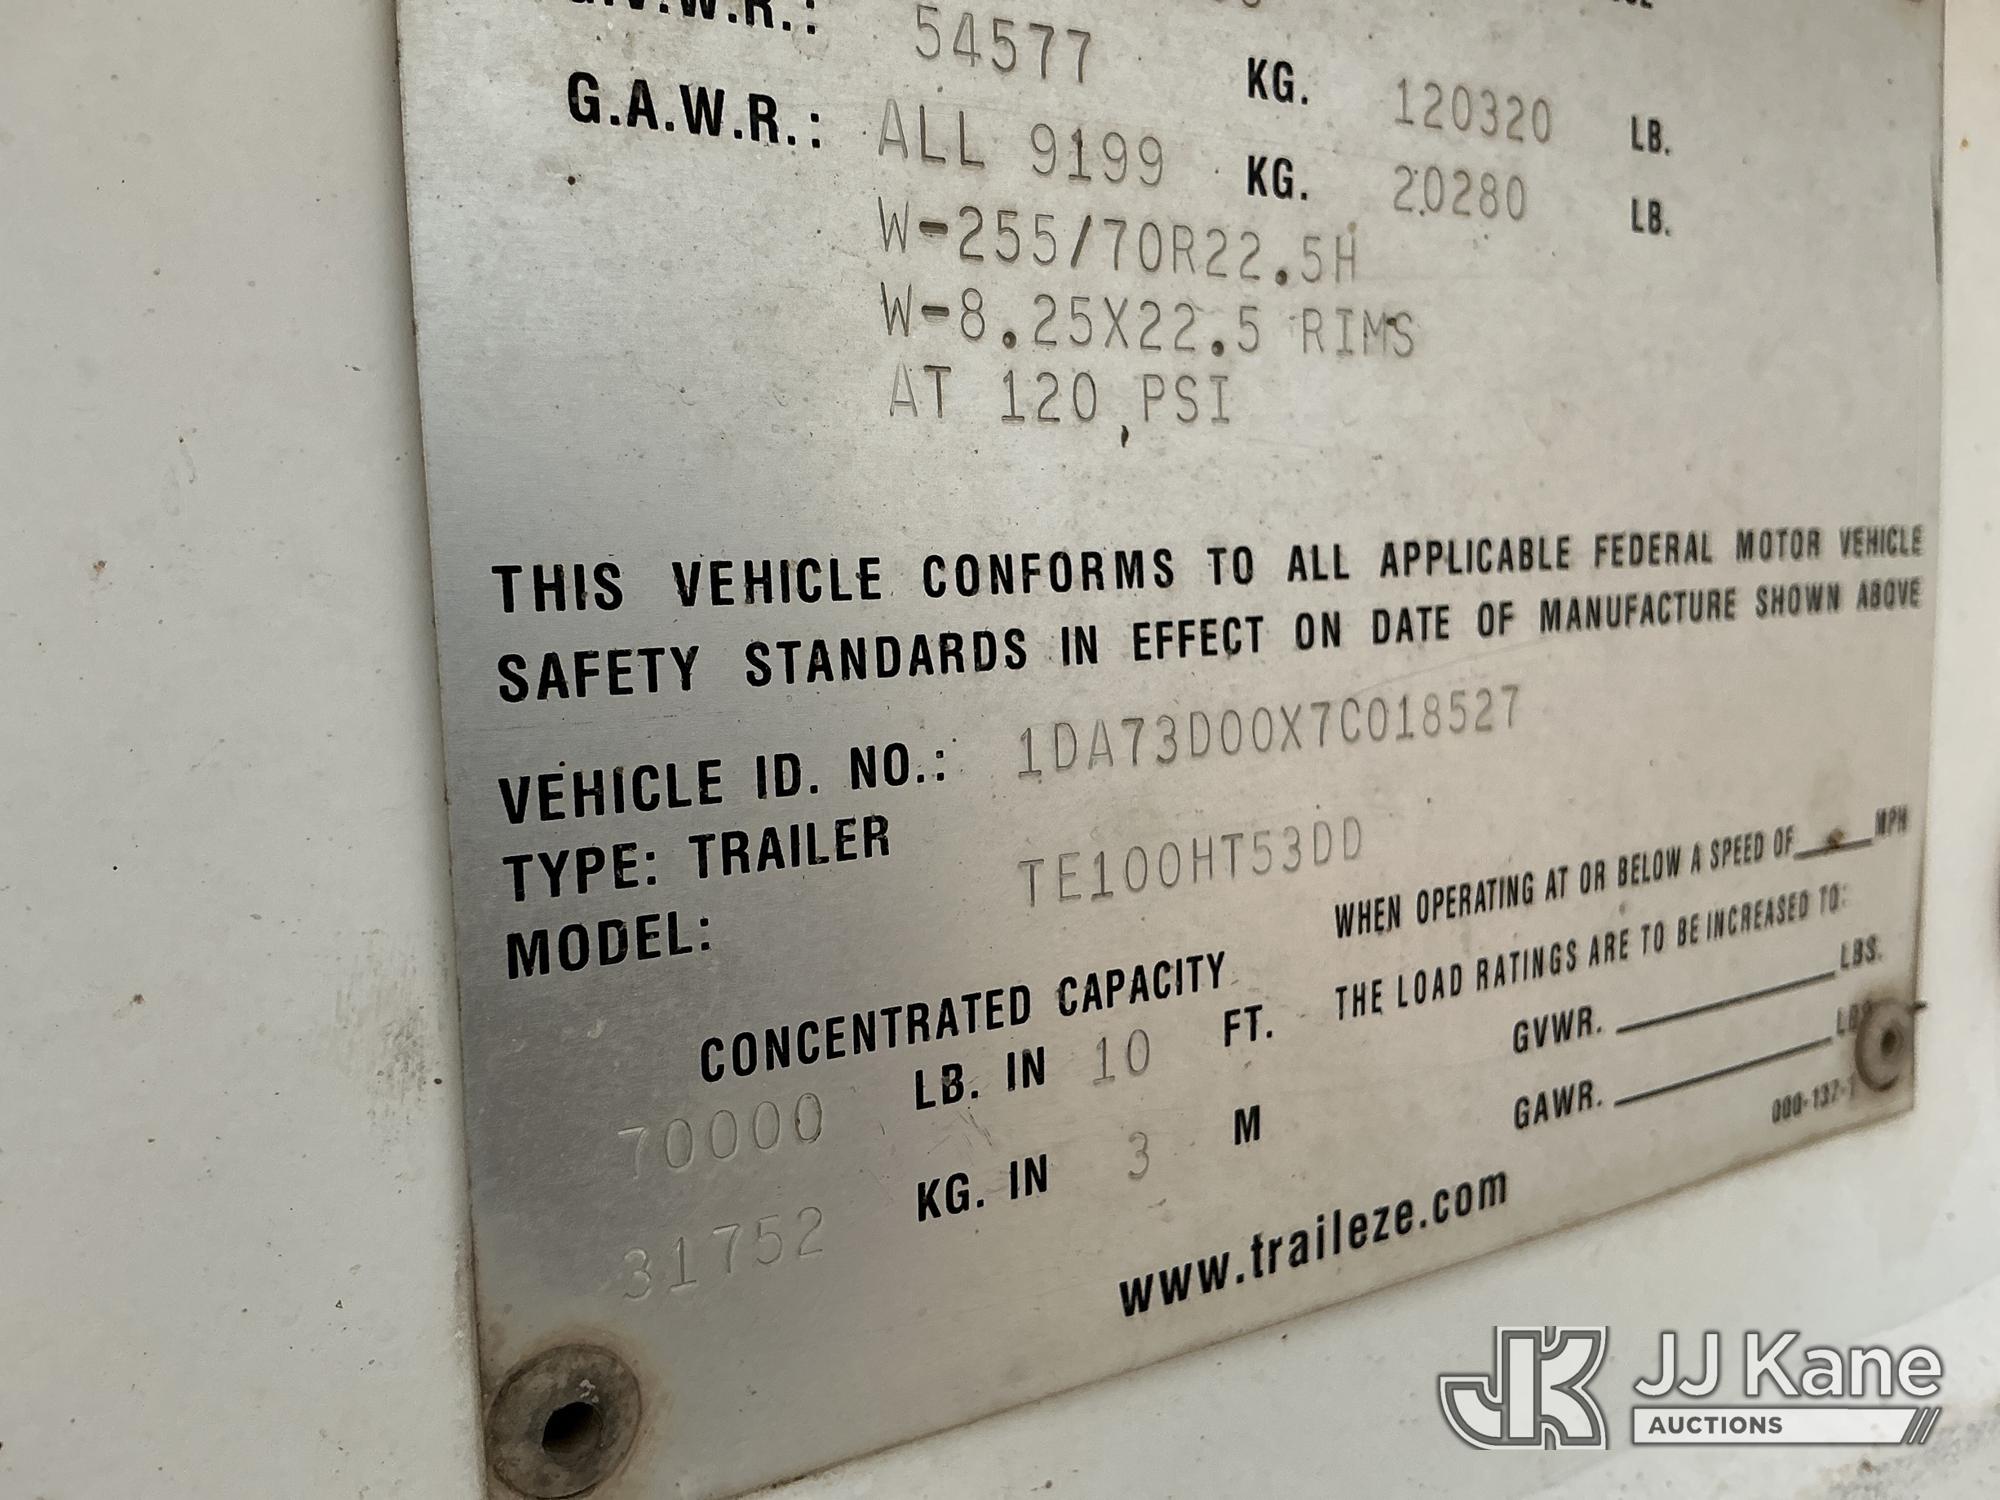 G.V.W.R.: 54577 KG. 120320 LB.
G.A.W.R.: ALL 9199 KG. 20280 LB.
W-255/70R22.5H
W-8.25X22.5 RIMS
AT 120 PSI
THIS VEHICLE CONFORMS TO ALL APPLICABLE FEDERAL MOTOR VEHICLE
SAFETY STANDARDS IN EFFECT ON DATE OF MANUFACTURE SHOWN ABOVE
VEHICLE ID. NO.: 1DA73D00X7C018527
TYPE: TRAILER
MODEL: TE100HT53DD
CONCENTRATED CAPACITY
70000 LB. IN 10 FT.
31752 KG. IN 3 M
WHEN OPERATING AT OR BELOW A SPEED OF MPH
THE LOAD RATINGS ARE TO BE INCREASED TO:
GVWR. LBS.
GAWR. LBS
000-137-
www.traileze.com
JK JJ Kane
AUCTIONS